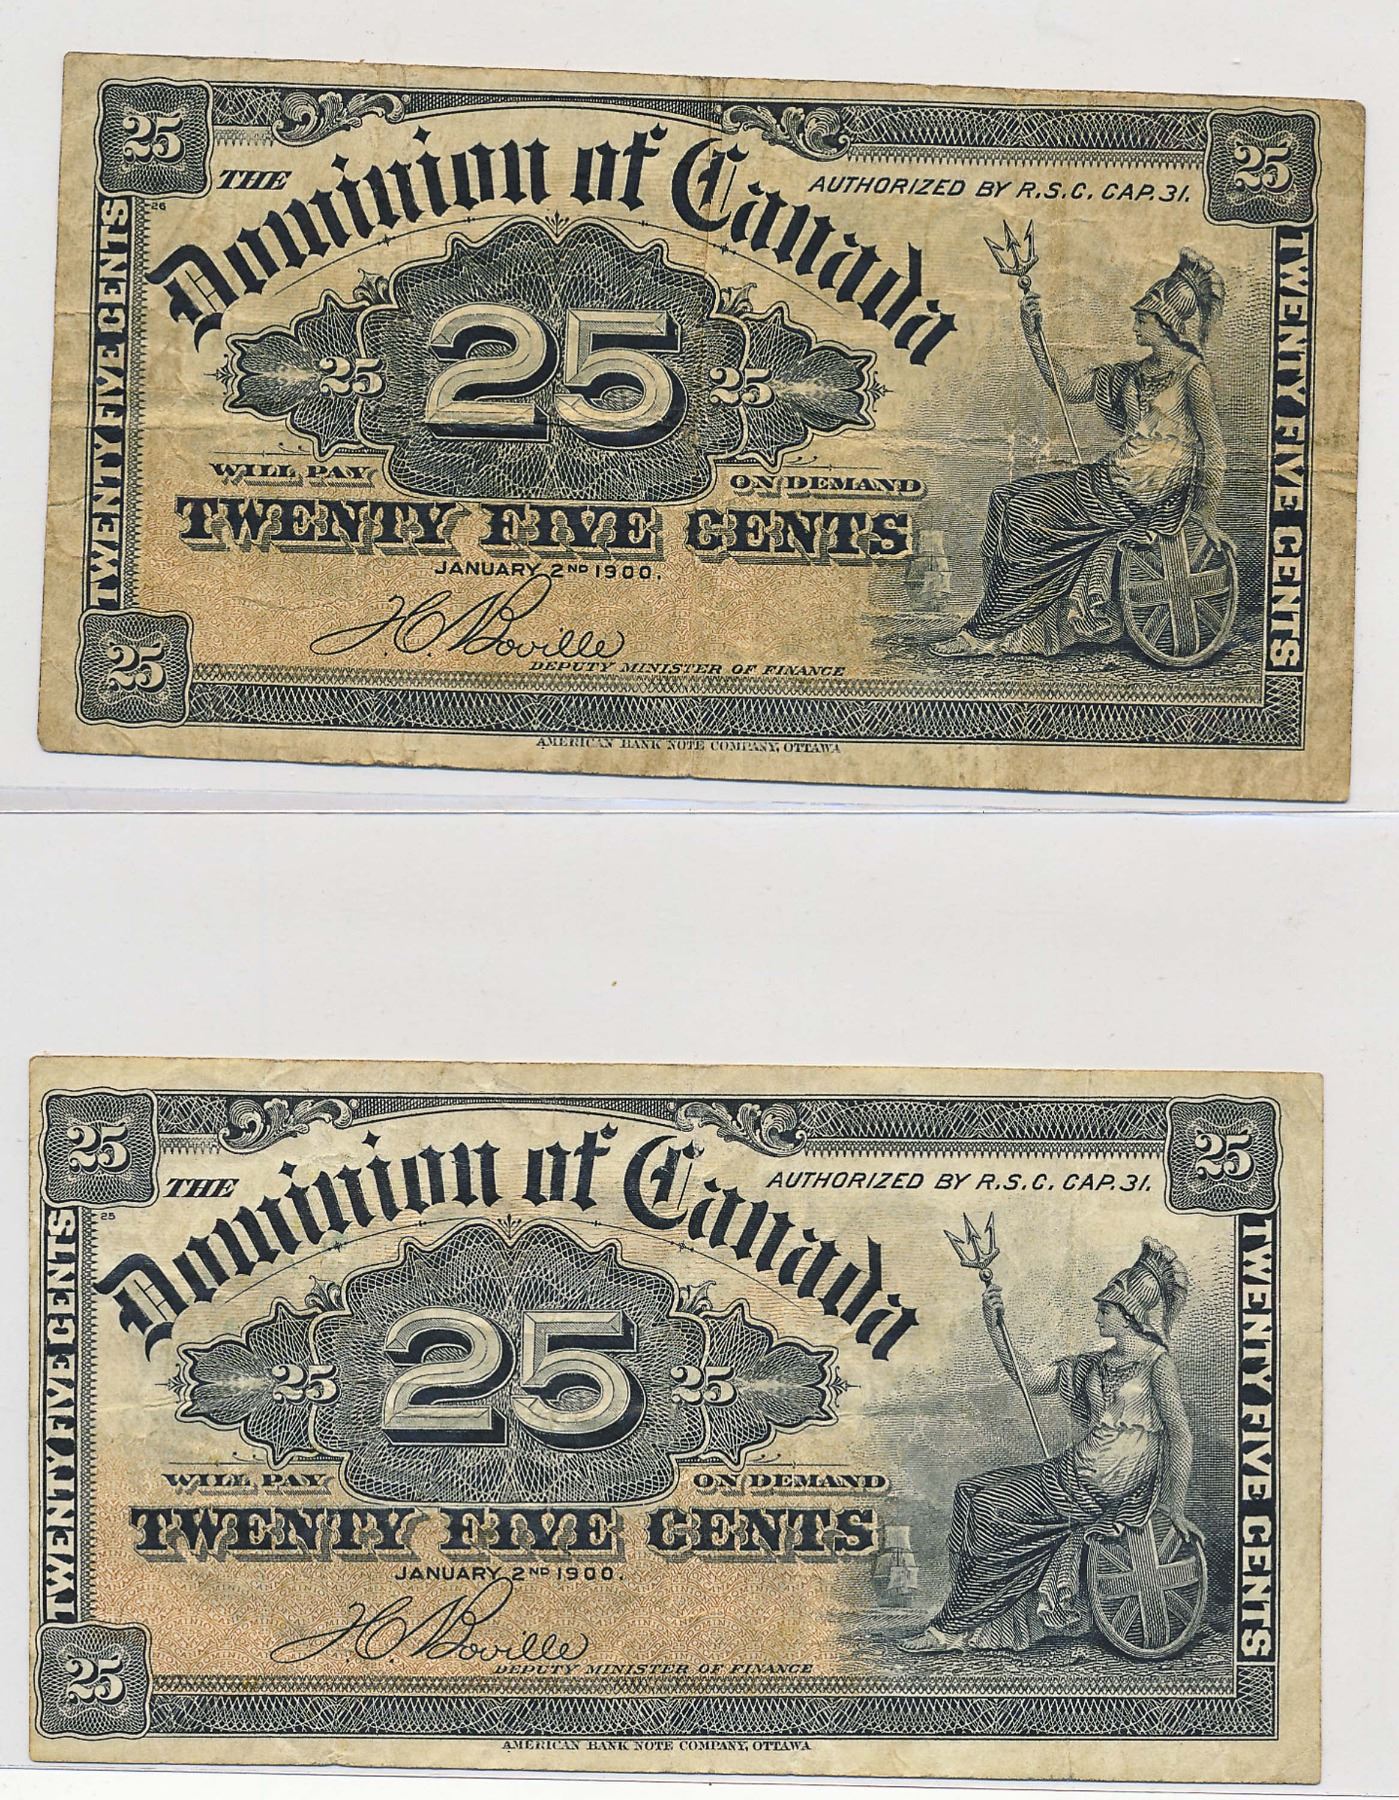 25
25
THE Dominion of Canada
AUTHORIZED BY R.S.C. CAP. 31.
26
TWENTY FIVE CENTS
TWENTY FIVE CENTS
25 25 25
WILL PAY ON DEMAND
TWENTY FIVE CENTS
JANUARY 2ND 1900.
H.C. Boville
DEPUTY MINISTER OF FINANCE
25
AMERICAN BANK NOTE COMPANY, OTTAWA
25
25
THE Dominion of Canada
AUTHORIZED BY R.S.C. CAP. 31.
25
TWENTY FIVE CENTS
TWENTY FIVE CENTS
25 25 25
WILL PAY ON DEMAND
TWENTY FIVE CENTS
JANUARY 2ND 1900.
H.C. Boville
DEPUTY MINISTER OF FINANCE
25
AMERICAN BANK NOTE COMPANY, OTTAWA